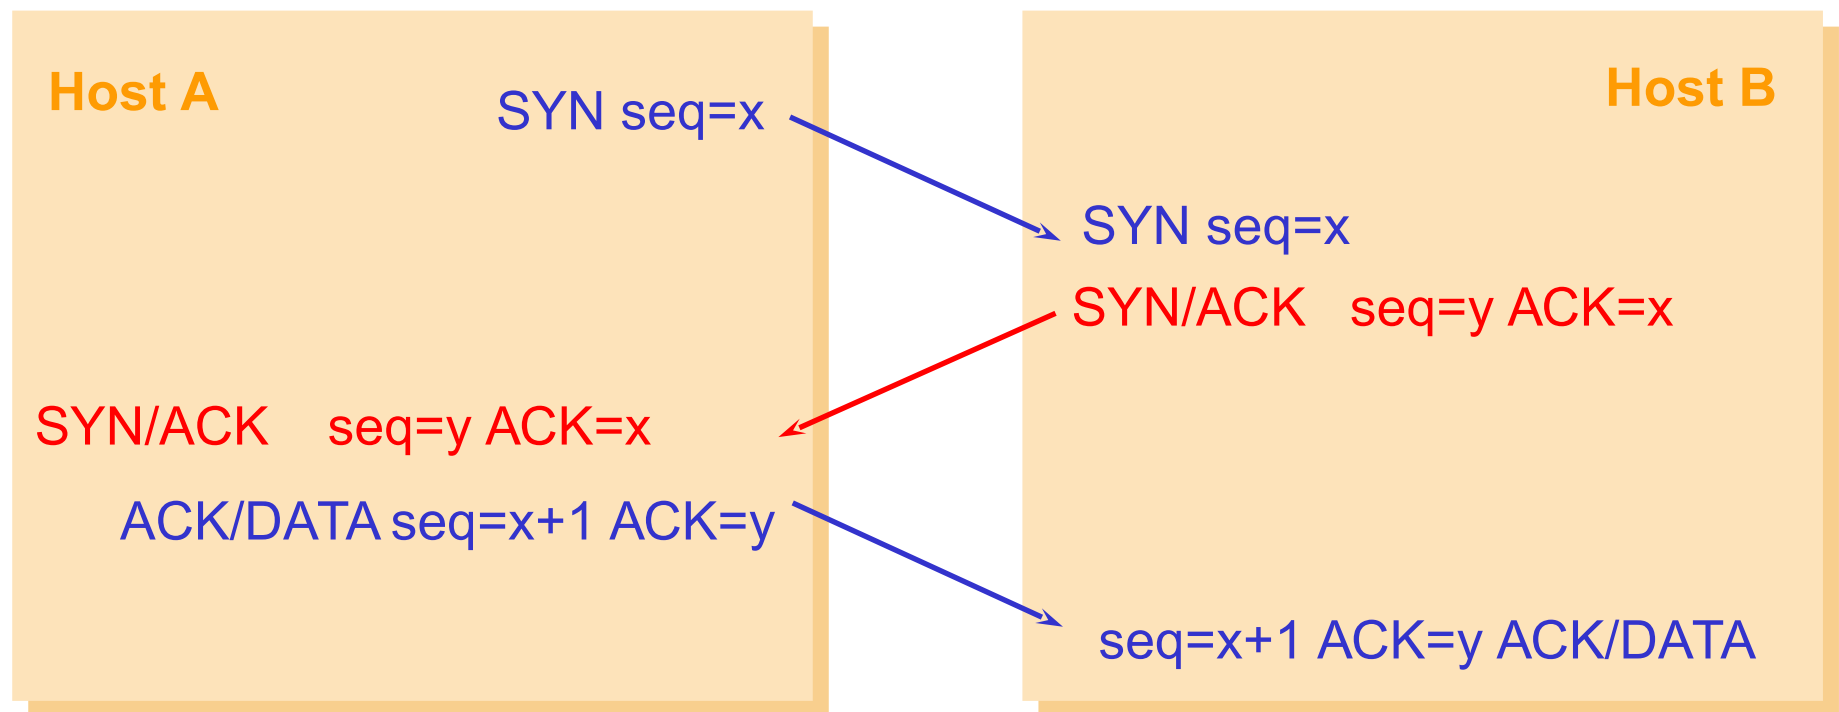 Host A
SYN seq=x
SYN/ACK seq=y ACK=x
ACK/DATA seq=x+1 ACK=y
Host B
SYN seq=x
SYN/ACK seq=y ACK=x
seq=x+1 ACK=y ACK/DATA